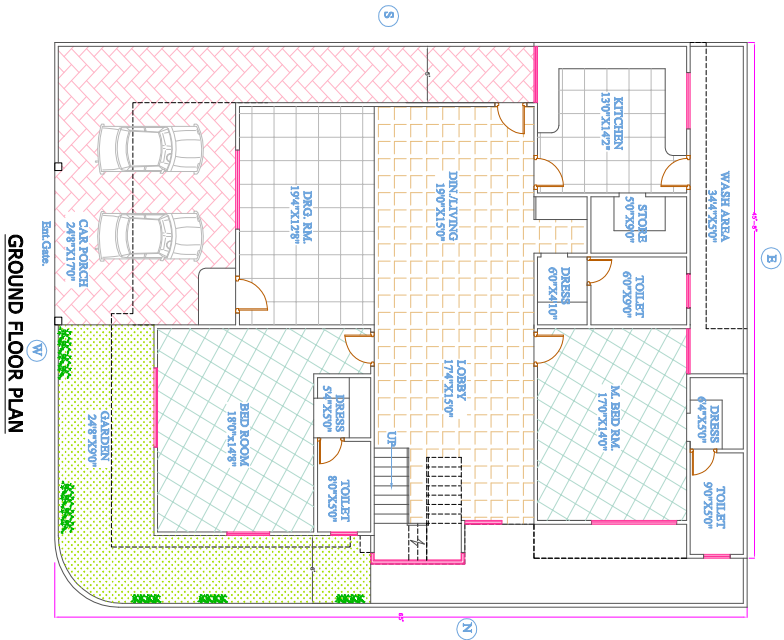 S
E
W
N
GROUND FLOOR PLAN
WASH AREA
34'4"X5'0"
KITCHEN
13'0"X14'2"
STORE
5'0"X9'0"
TOILET
6'0"X9'0"
DRESS
6'0"X4'10"
DIN./LIVING
19'0"X15'0"
DRG. RM.
19'4"X12'8"
CAR PORCH
24'8"X17'0"
Ent.Gate.
LOBBY
17'4"X15'0"
M. BED RM.
17'0"X14'0"
DRESS
6'4"X5'0"
TOILET
9'0"X5'0"
BED ROOM
18'0"x14'8"
DRESS
5'4"X5'0"
TOILET
8'0"X5'0"
UP
GARDEN
24'8"X9'0"